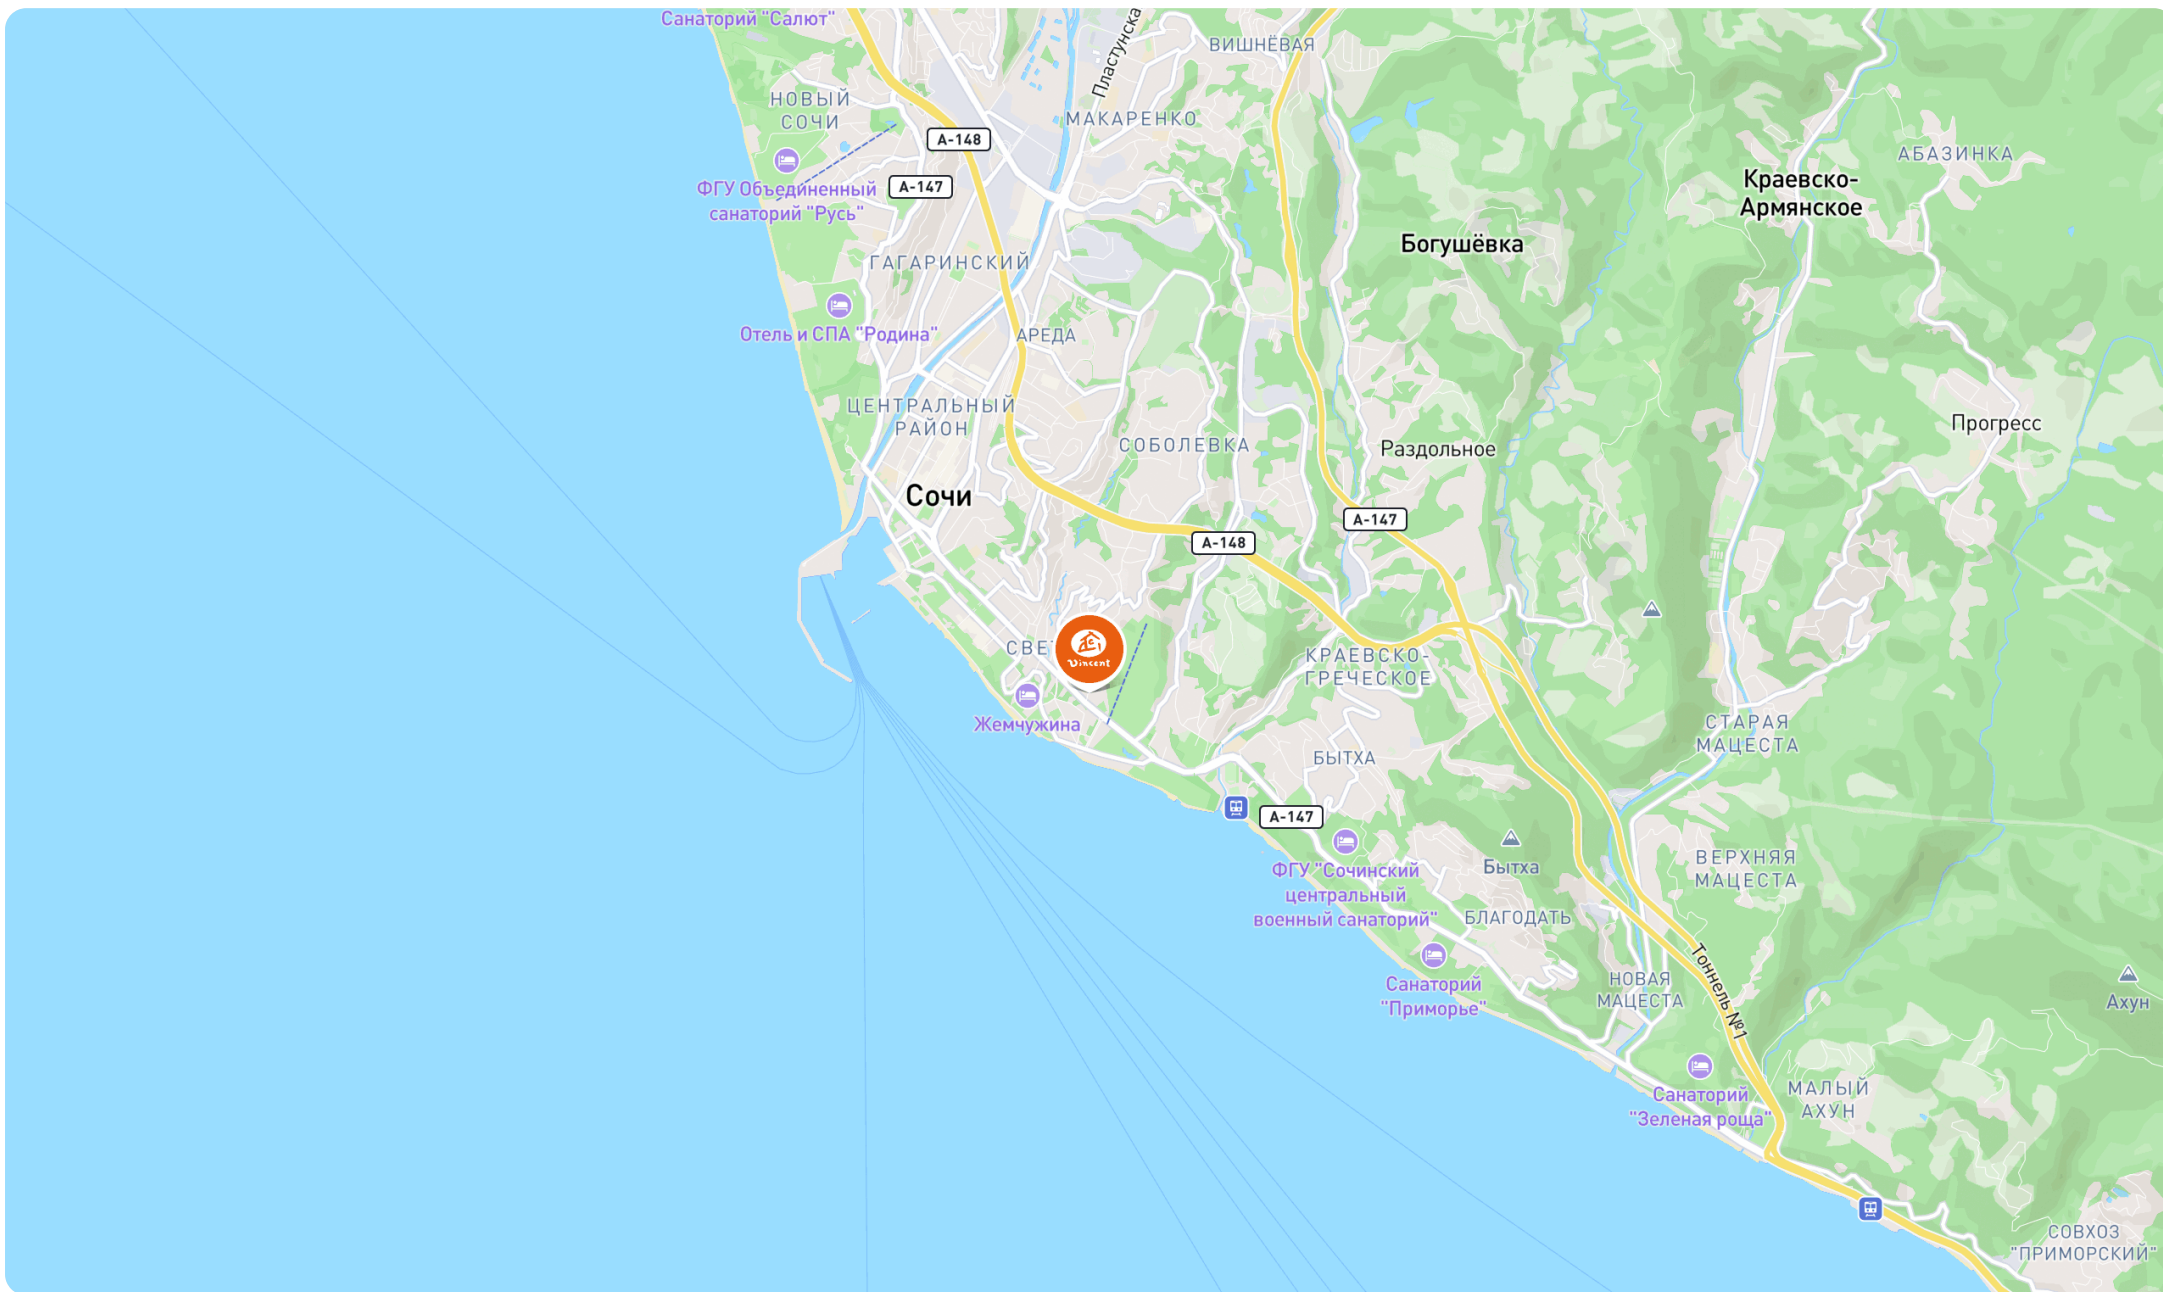 Санаторий "Салют"
Пластунска
ВИШНЁВАЯ
НОВЫЙ
СОЧИ
МАКАРЕНКО
А-148
АБАЗИНКА
ФГУ Объединенный
санаторий "Русь"
А-147
Краевско-
Армянское
Богушёвка
ГАГАРИНСКИЙ
Отель и СПА "Родина"
АРЕДА
ЦЕНТРАЛЬНЫЙ
РАЙОН
СОБОЛЕВКА
Раздольное
Прогресс
Сочи
А-147
А-148
СВЕ
Vincent
КРАЕВСКО-
ГРЕЧЕСКОЕ
Жемчужина
СТАРАЯ
МАЦЕСТА
БЫТХА
А-147
ФГУ "Сочинский
центральный
военный санаторий"
Бытха
ВЕРХНЯЯ
МАЦЕСТА
БЛАГОДАТЬ
Санаторий
"Приморье"
НОВАЯ
МАЦЕСТА
Тоннель №1
Ахун
Санаторий
"Зеленая роща"
МАЛЫЙ
АХУН
СОВХОЗ
"ПРИМОРСКИЙ"